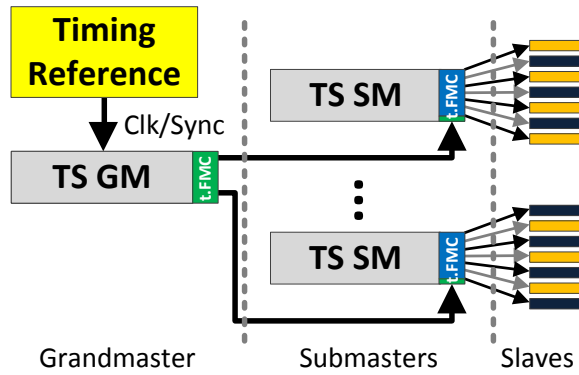 Timing
Reference
Clk/Sync
TS GM
t.FMC
TS SM
t.FMC
TS SM
t.FMC
Grandmaster
Submasters
Slaves